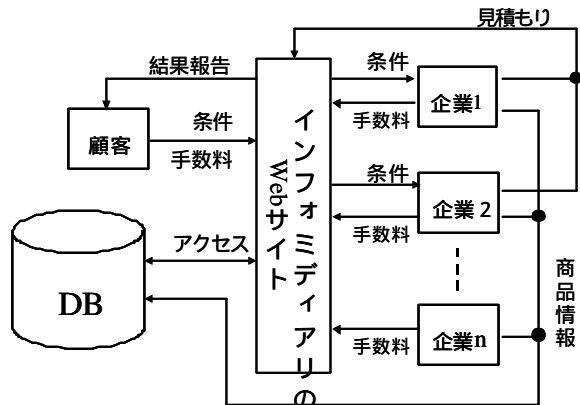 見積もり
結果報告
条件
企業1
条件
手数料
顧客
手数料
インフォミディアリの
Webサイト
条件
企業2
手数料
アクセス
DB
商品情報
企業n
手数料